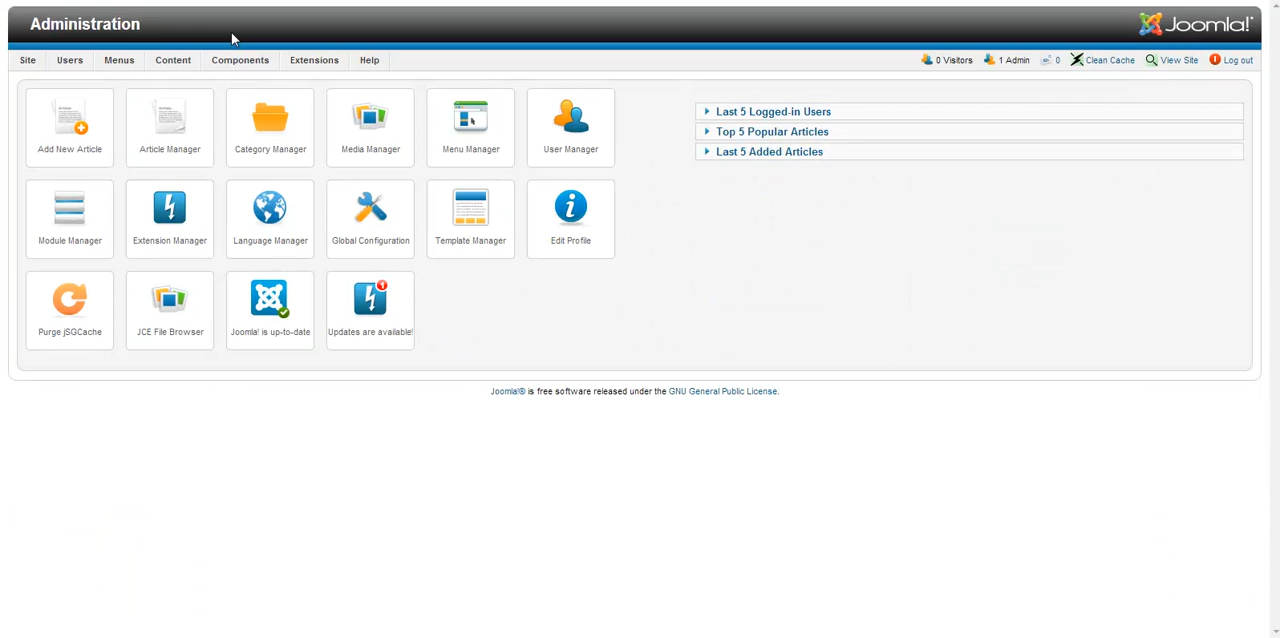 Administration
Joomla!
Site Users Menus Content Components Extensions Help
0 Visitors 1 Admin 0 Clean Cache View Site Log out
Add New Article
Article Manager
Category Manager
Media Manager
Menu Manager
User Manager
Last 5 Logged-in Users
Top 5 Popular Articles
Last 5 Added Articles
Module Manager
Extension Manager
Language Manager
Global Configuration
Template Manager
Edit Profile
Purge jSGCache
JCE File Browser
Joomla! is up-to-date
Updates are available!
Joomla!® is free software released under the GNU General Public License.